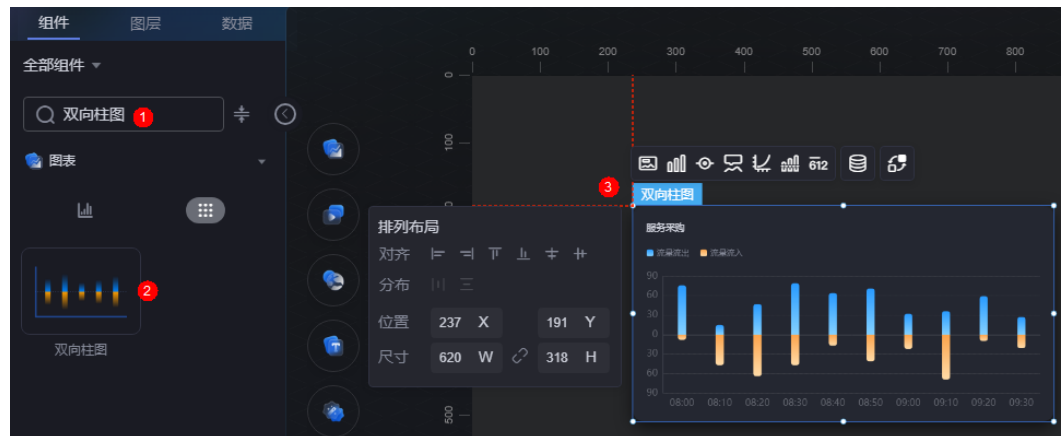 组件 图层 数据
全部组件
双向柱图 1
图表
2
双向柱图
0 100 200 300 400 500 600 700 800
0
100
500
612
3
双向柱图
排列布局
对齐
分布
位置 237 X 191 Y
尺寸 620 W 318 H
服务采购
流量流出 流量流入
90
60
30
0
30
60
90
08:00 08:10 08:20 08:30 08:40 08:50 09:00 09:10 09:20 09:30